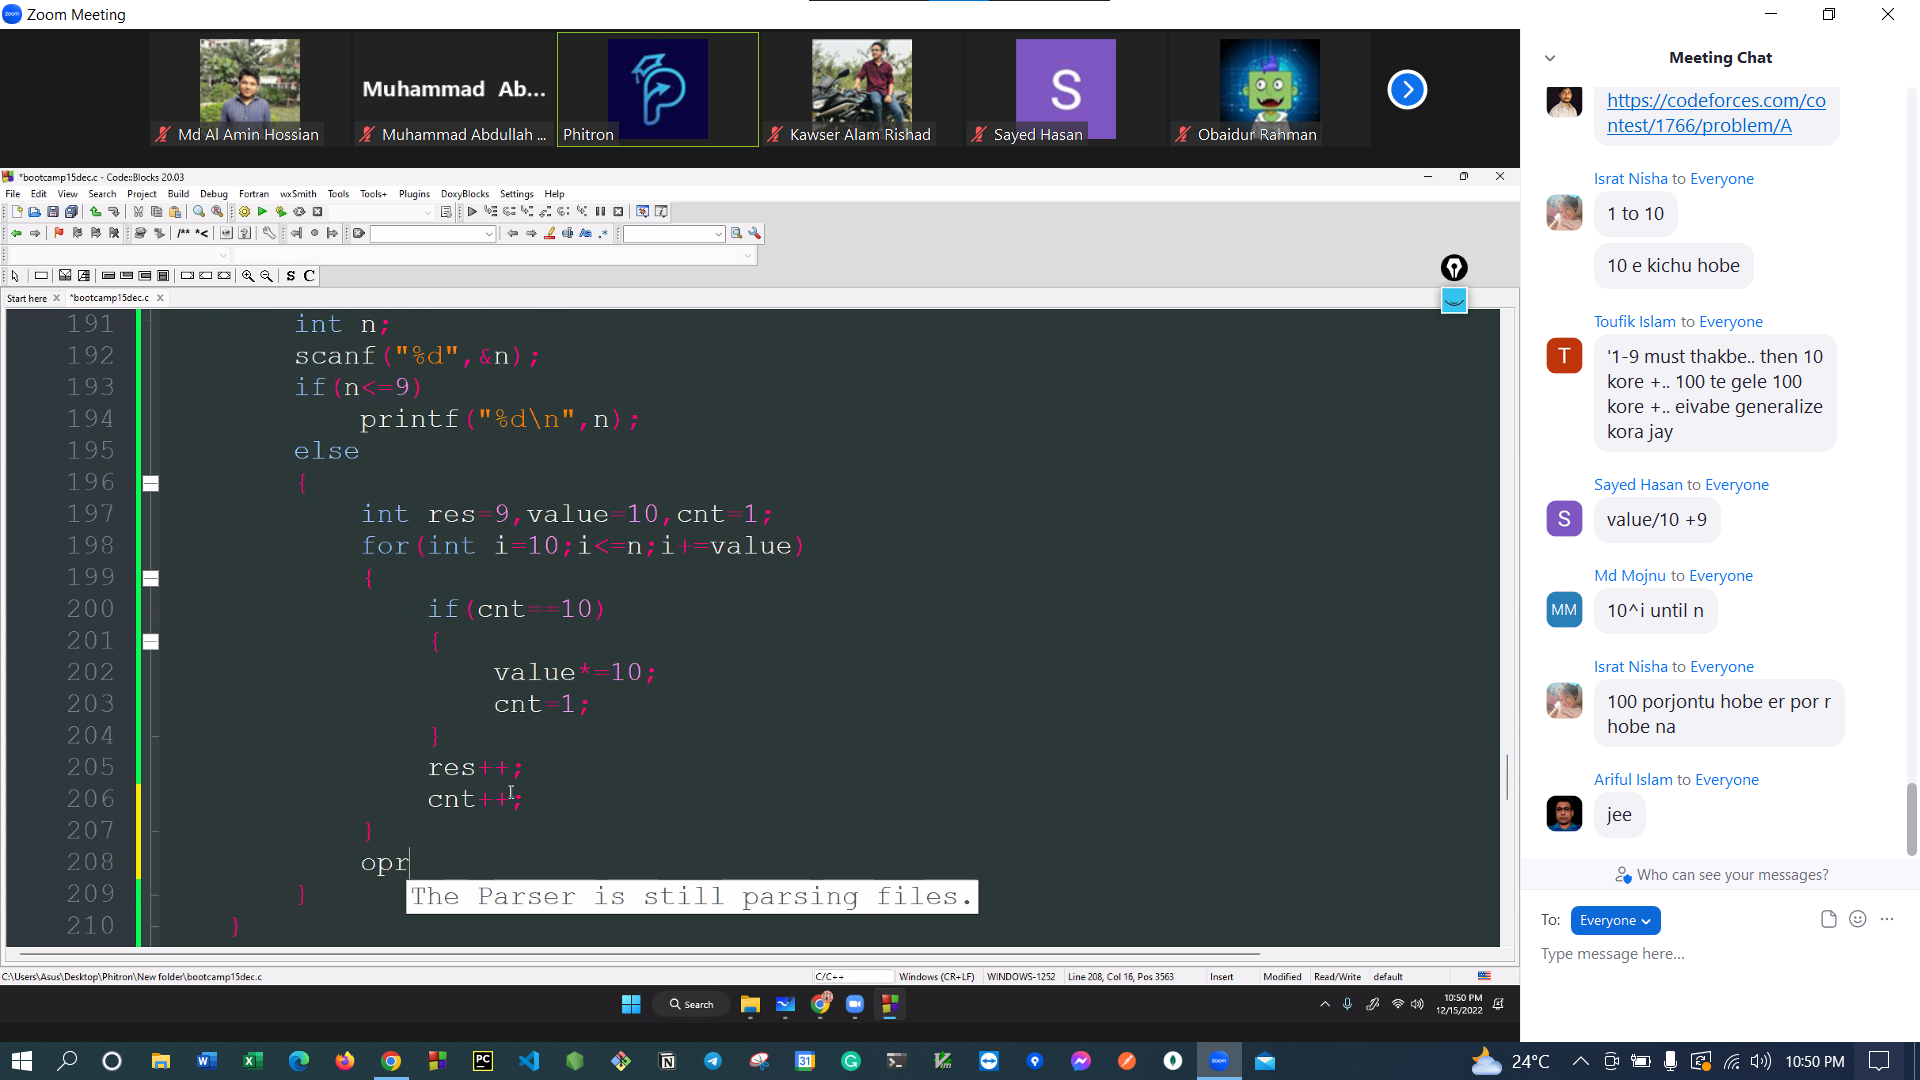 Zoom Meeting
Md Al Amin Hossian
Muhammad Ab...
Muhammad Abdullah ...
Phitron
Kawser Alam Rishad
S
Sayed Hasan
Obaidur Rahman
*bootcamp15dec.c - Code::Blocks 20.03
File Edit View Search Project Build Debug Fortran wxSmith Tools Tools+ Plugins DoxyBlocks Settings Help
Start here *bootcamp15dec.c
191 int n;
192 scanf("%d",&n);
193 if(n<=9)
194 printf("%d\n",n);
195 else
196 {
197 int res=9,value=10,cnt=1;
198 for(int i=10;i<=n;i+=value)
199 {
200 if(cnt==10)
201 {
202 value*=10;
203 cnt=1;
204 }
205 res++;
206 cnt++;
207 }
208 opr
The Parser is still parsing files.
209 }
210 }
C:\Users\Asus\Desktop\Phitron\New folder\bootcamp15dec.c C/C++ Windows (CR+LF) WINDOWS-1252 Line 208, Col 16, Pos 3563 Insert Modified Read/Write default
Search
10:50 PM
12/15/2022
Meeting Chat
https://codeforces.com/co
ntest/1766/problem/A
Israt Nisha to Everyone
1 to 10
10 e kichu hobe
Toufik Islam to Everyone
T
'1-9 must thakbe.. then 10
kore +.. 100 te gele 100
kore +.. eivabe generalize
kora jay
Sayed Hasan to Everyone
S
value/10 +9
Md Mojnu to Everyone
MM
10^i until n
Israt Nisha to Everyone
100 porjontu hobe er por r
hobe na
Ariful Islam to Everyone
jee
Who can see your messages?
To: Everyone
Type message here...
24°C
10:50 PM